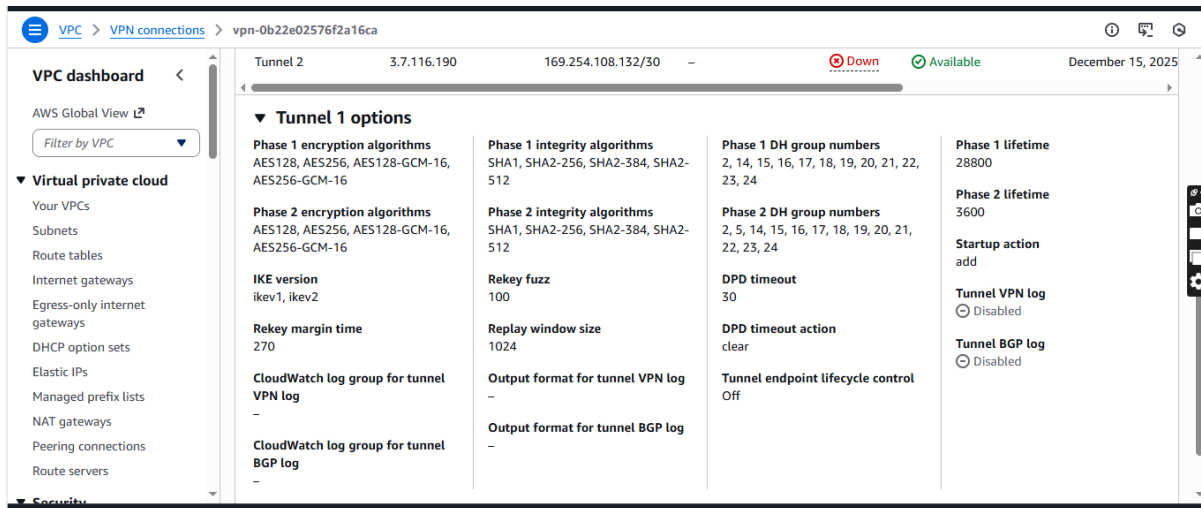 VPC > VPN connections > vpn-0b22e02576f2a16ca
VPC dashboard
AWS Global View
Filter by VPC
Virtual private cloud
Your VPCs
Subnets
Route tables
Internet gateways
Egress-only internet
gateways
DHCP option sets
Elastic IPs
Managed prefix lists
NAT gateways
Peering connections
Route servers
Security
Tunnel 2 3.7.116.190 169.254.108.132/30 – Down Available December 15, 2025
Tunnel 1 options
Phase 1 encryption algorithms
AES128, AES256, AES128-GCM-16,
AES256-GCM-16
Phase 2 encryption algorithms
AES128, AES256, AES128-GCM-16,
AES256-GCM-16
IKE version
ikev1, ikev2
Rekey margin time
270
CloudWatch log group for tunnel
VPN log
–
CloudWatch log group for tunnel
BGP log
–
Phase 1 integrity algorithms
SHA1, SHA2-256, SHA2-384, SHA2-
512
Phase 2 integrity algorithms
SHA1, SHA2-256, SHA2-384, SHA2-
512
Rekey fuzz
100
Replay window size
1024
Output format for tunnel VPN log
–
Output format for tunnel BGP log
–
Phase 1 DH group numbers
2, 14, 15, 16, 17, 18, 19, 20, 21, 22,
23, 24
Phase 2 DH group numbers
2, 5, 14, 15, 16, 17, 18, 19, 20, 21,
22, 23, 24
DPD timeout
30
DPD timeout action
clear
Tunnel endpoint lifecycle control
Off
Phase 1 lifetime
28800
Phase 2 lifetime
3600
Startup action
add
Tunnel VPN log
Disabled
Tunnel BGP log
Disabled